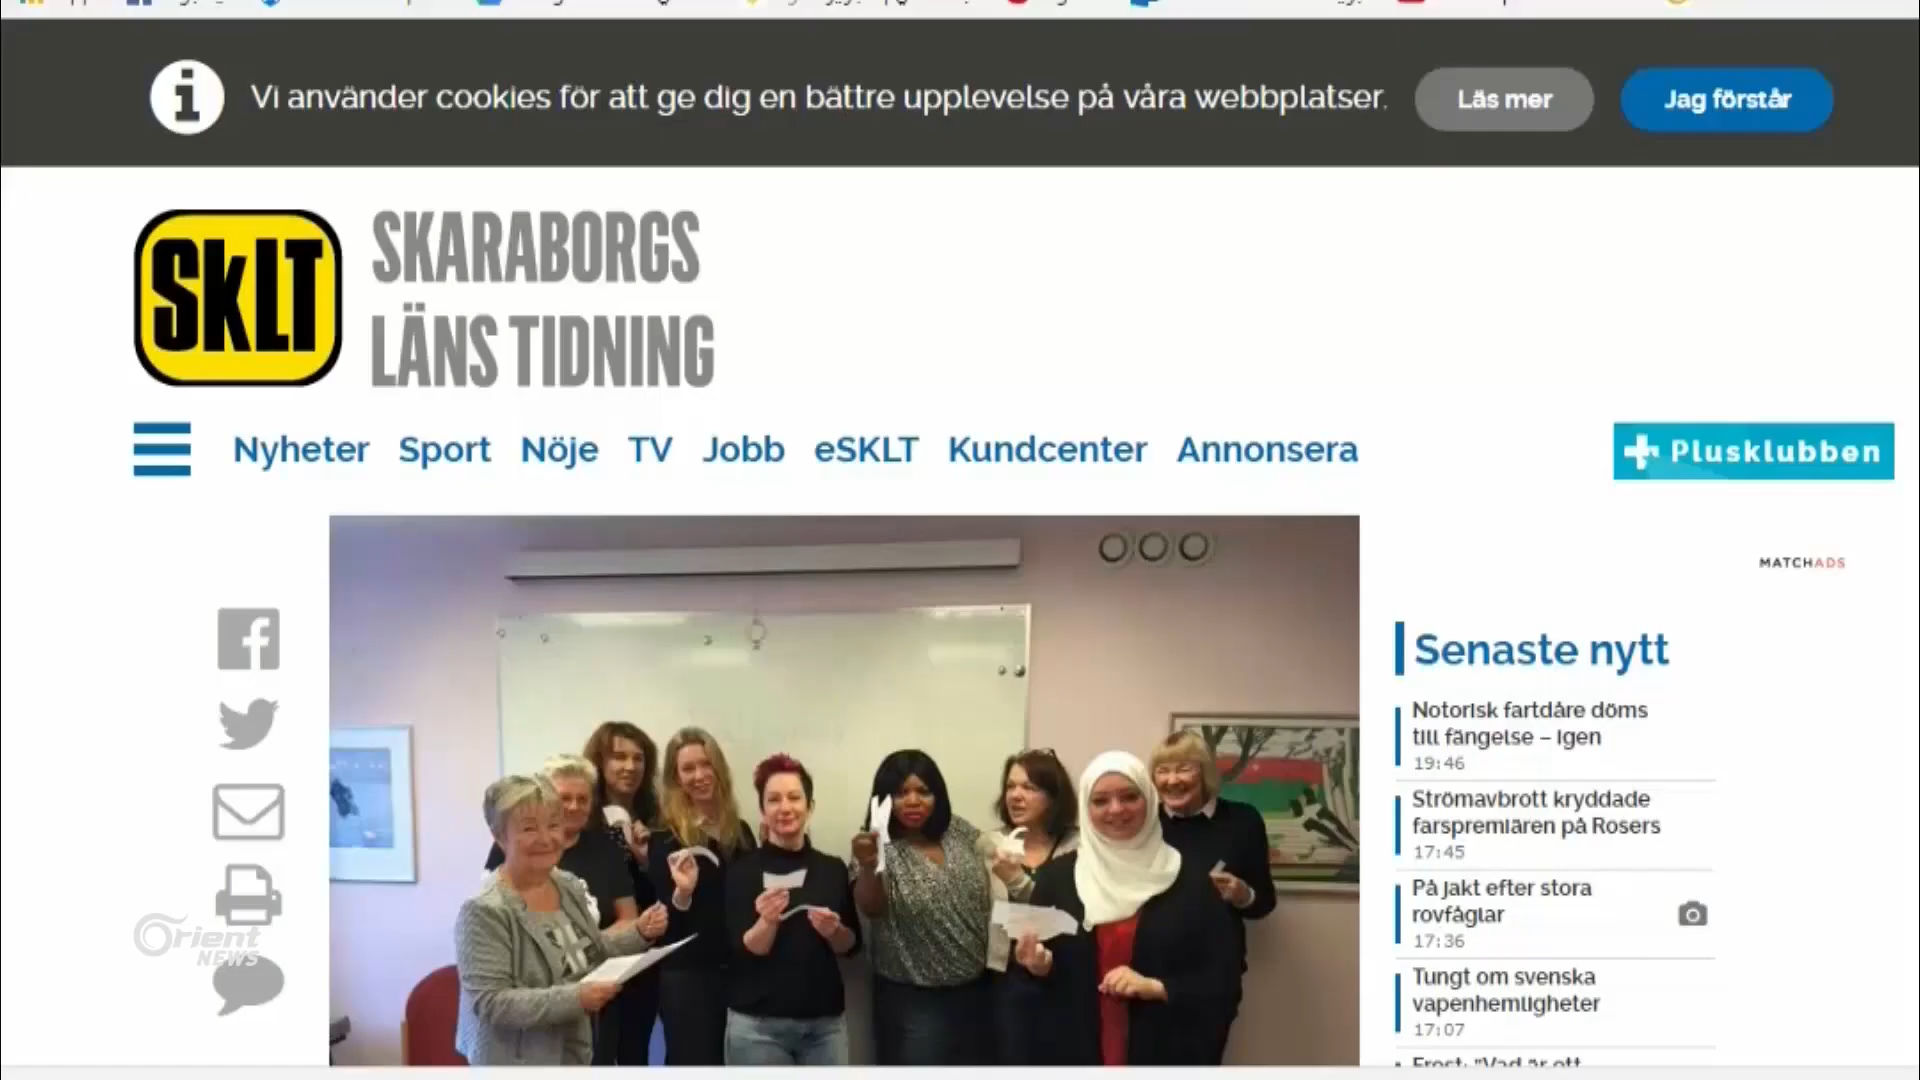 Vi använder cookies för att ge dig en bättre upplevelse på våra webbplatser.
Läs mer
Jag förstår
SKLT
SKARABORGS
LÄNS TIDNING
Nyheter Sport Nöje TV Jobb eSKLT Kundcenter Annonsera
Plusklubben
MATCHADS
Senaste nytt
Notorisk fartdåre döms
till fängelse – igen
19:46
Strömavbrott kryddade
farspremiären på Rosers
17:45
På jakt efter stora
rovfåglar
17:36
Tungt om svenska
vapenhemligheter
17:07
Orient
NEWS